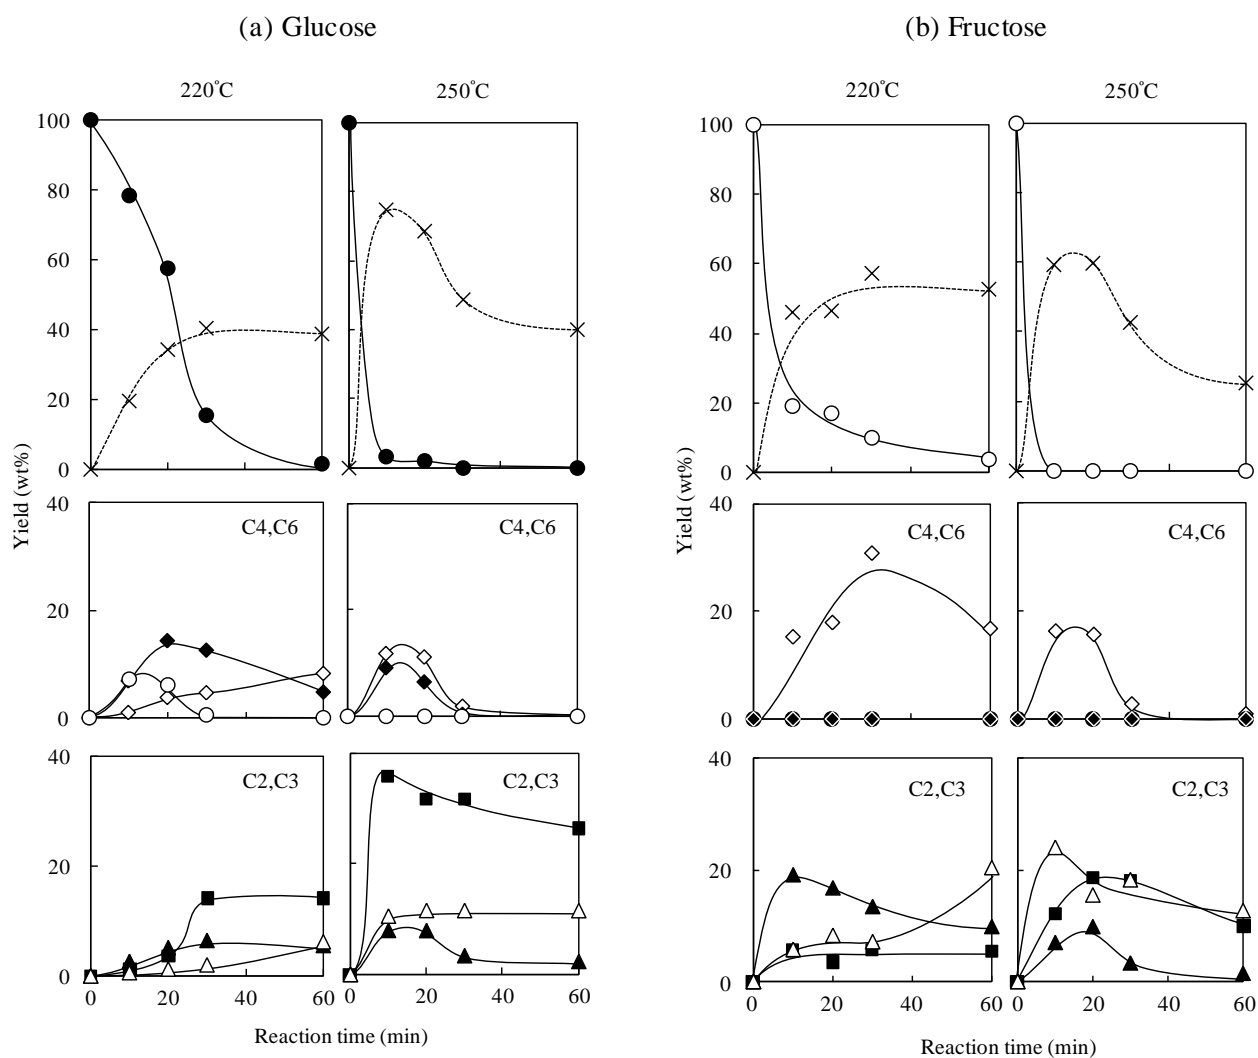 (a) Glucose
(b) Fructose
220°C
250°C
220°C
250°C
100
80
60
40
20
0
100
80
60
40
20
0
Yield (wt%)
Yield (wt%)
40
20
0
C4,C6
C4,C6
40
20
0
C4,C6
C4,C6
40
20
0
C2,C3
C2,C3
40
20
0
C2,C3
C2,C3
0 20 40 60 0 20 40 60
Reaction time (min)
0 20 40 60 0 20 40 60
Reaction time (min)